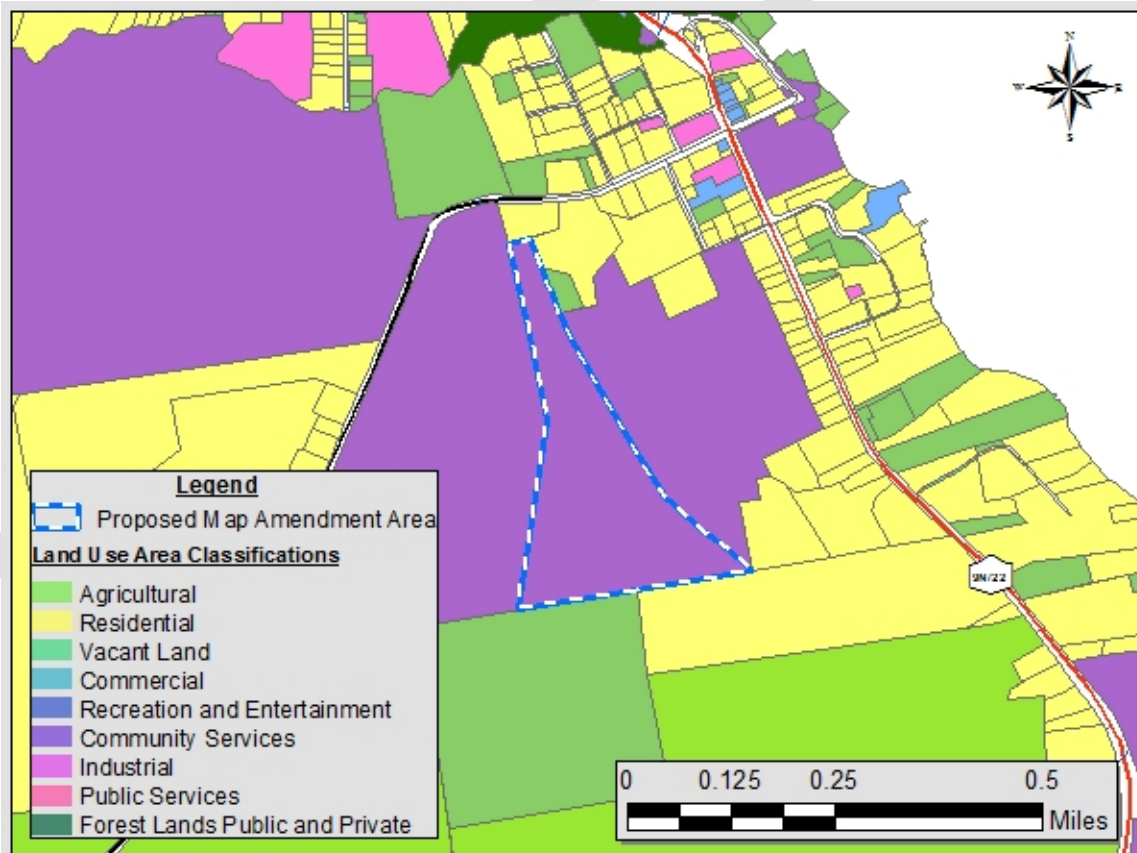 N
W E
S
Legend
Proposed Map Amendment Area
Land Use Area Classifications
Agricultural
Residential
Vacant Land
Commercial
Recreation and Entertainment
Community Services
Industrial
Public Services
Forest Lands Public and Private
9N/22
0 0.125 0.25 0.5
Miles